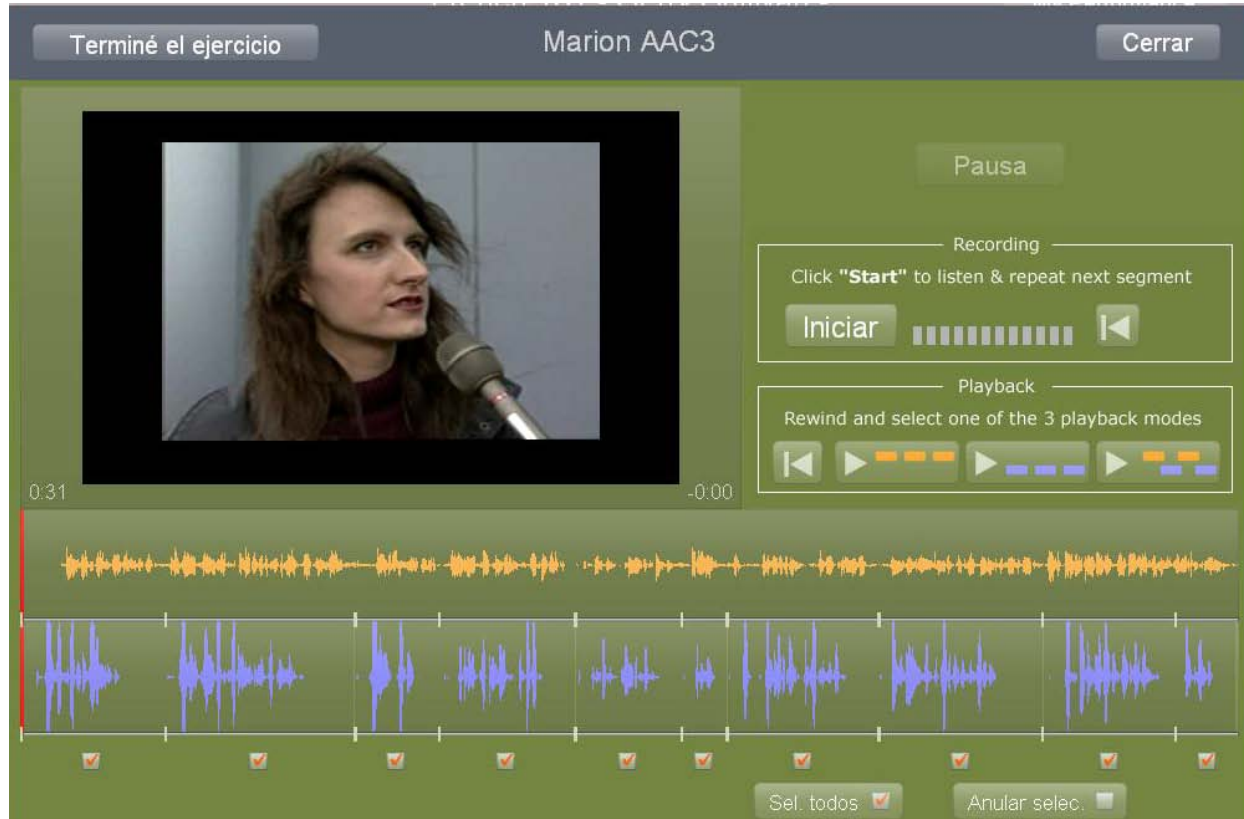 Terminé el ejercicio
Marion AAC3
Cerrar
Pausa
Recording
Click "Start" to listen & repeat next segment
Iniciar
Playback
Rewind and select one of the 3 playback modes
0:31
-0:00
Sel. todos
Anular selec.